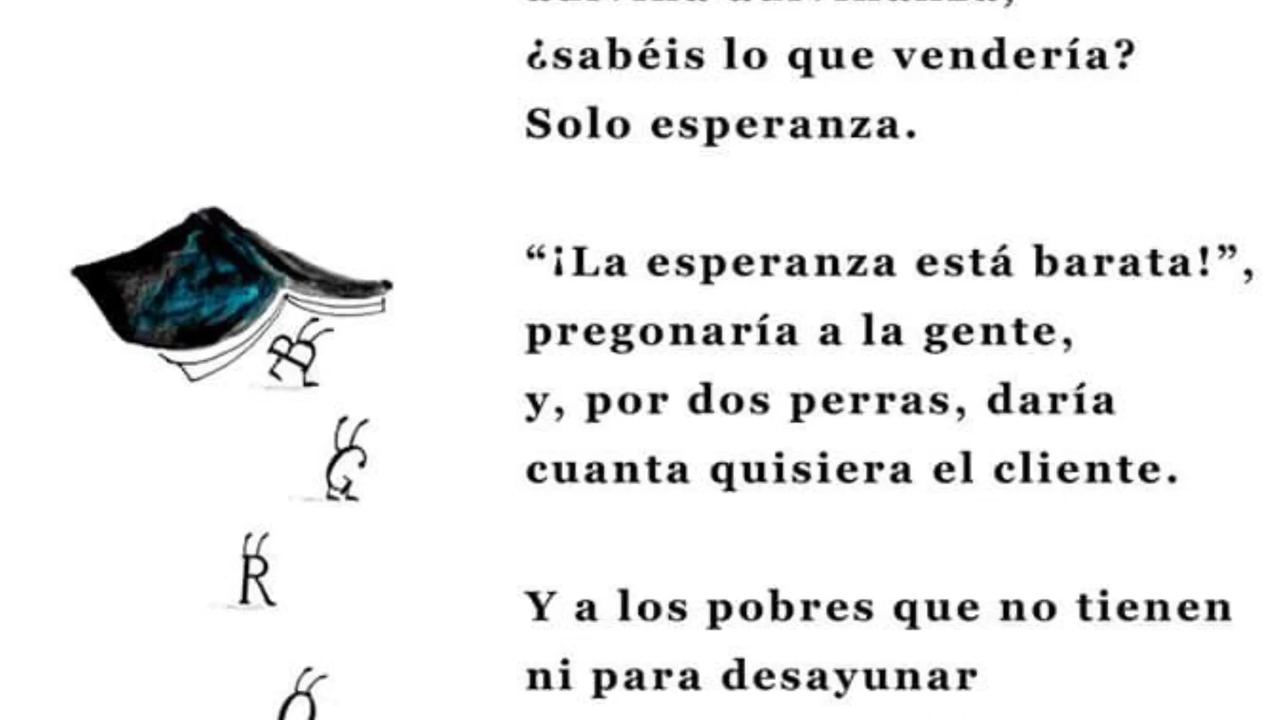 ¿sabéis lo que vendería?
Solo esperanza.
“¡La esperanza está barata!”,
pregonaría a la gente,
y, por dos perras, daría
cuanta quisiera el cliente.
Y a los pobres que no tienen
ni para desayunar
B
G
R
O